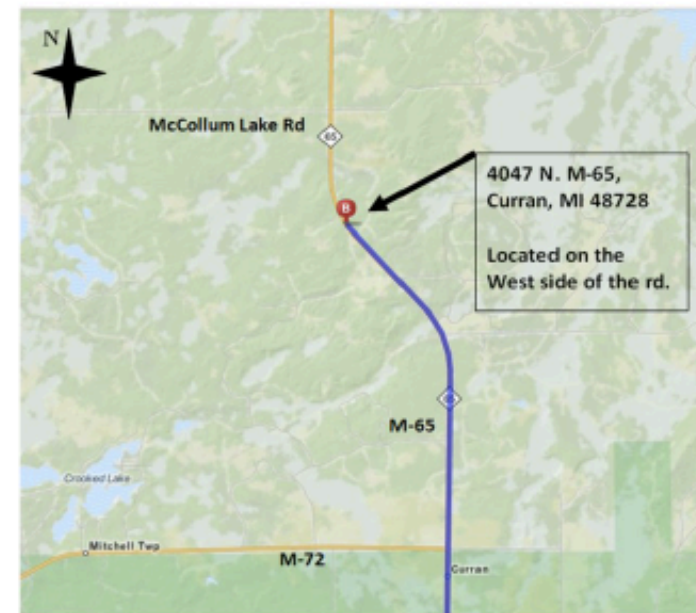 N
McCollum Lake Rd
65
B
4047 N. M-65,
Curran, MI 48728
Located on the
West side of the rd.
65
M-65
Crooked Lake
Mitchell Twp
M-72
Curran